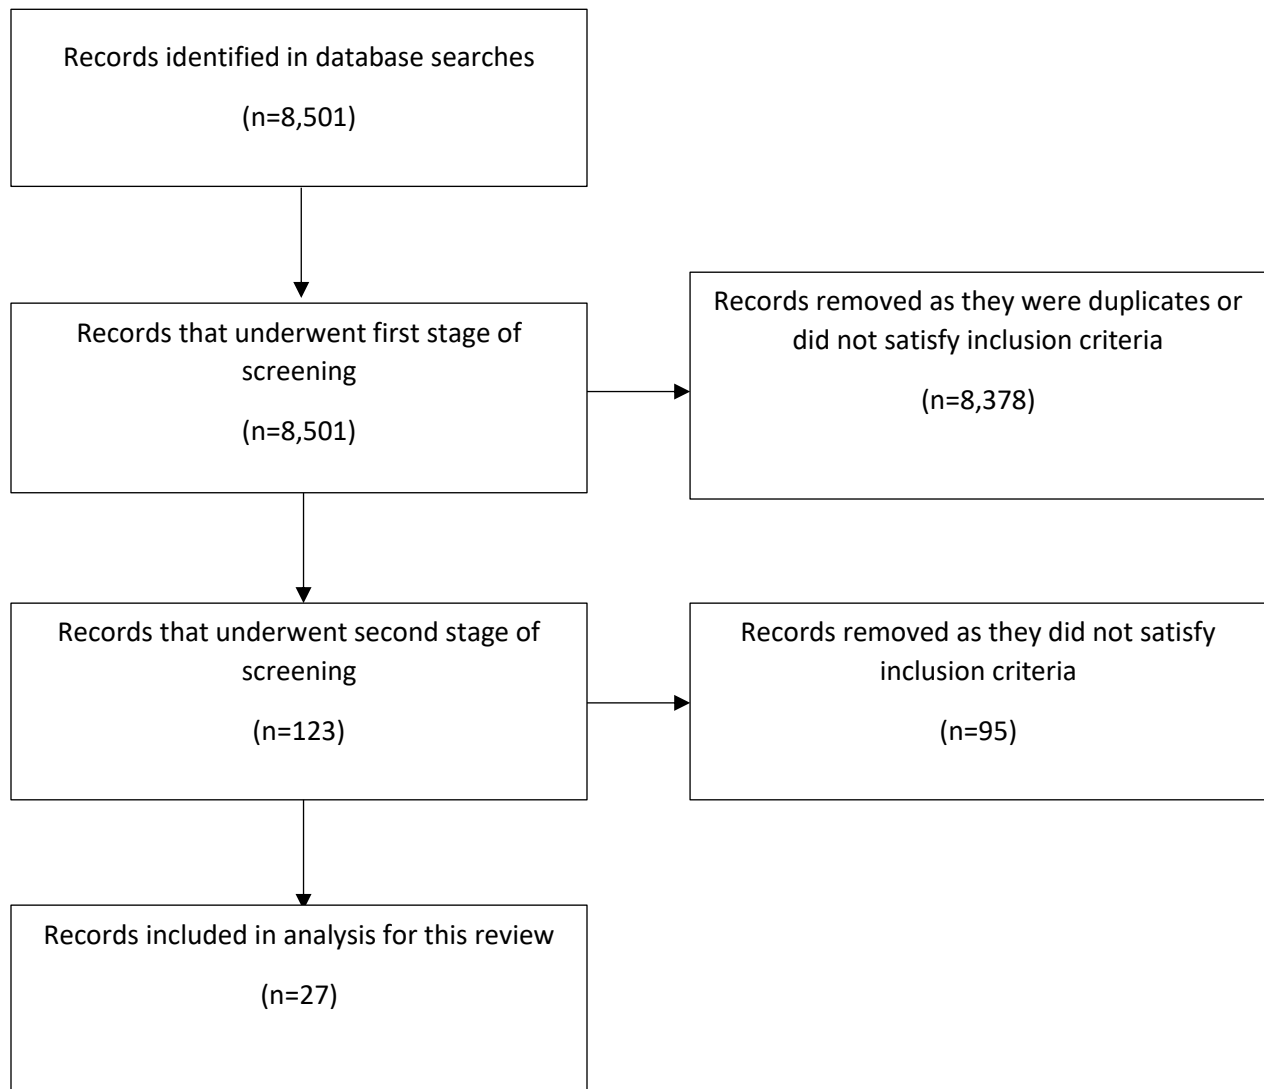 Records identified in database searches
(n=8,501)
Records that underwent first stage of
screening
(n=8,501)
Records removed as they were duplicates or
did not satisfy inclusion criteria
(n=8,378)
Records that underwent second stage of
screening
(n=123)
Records removed as they did not satisfy
inclusion criteria
(n=95)
Records included in analysis for this review
(n=27)